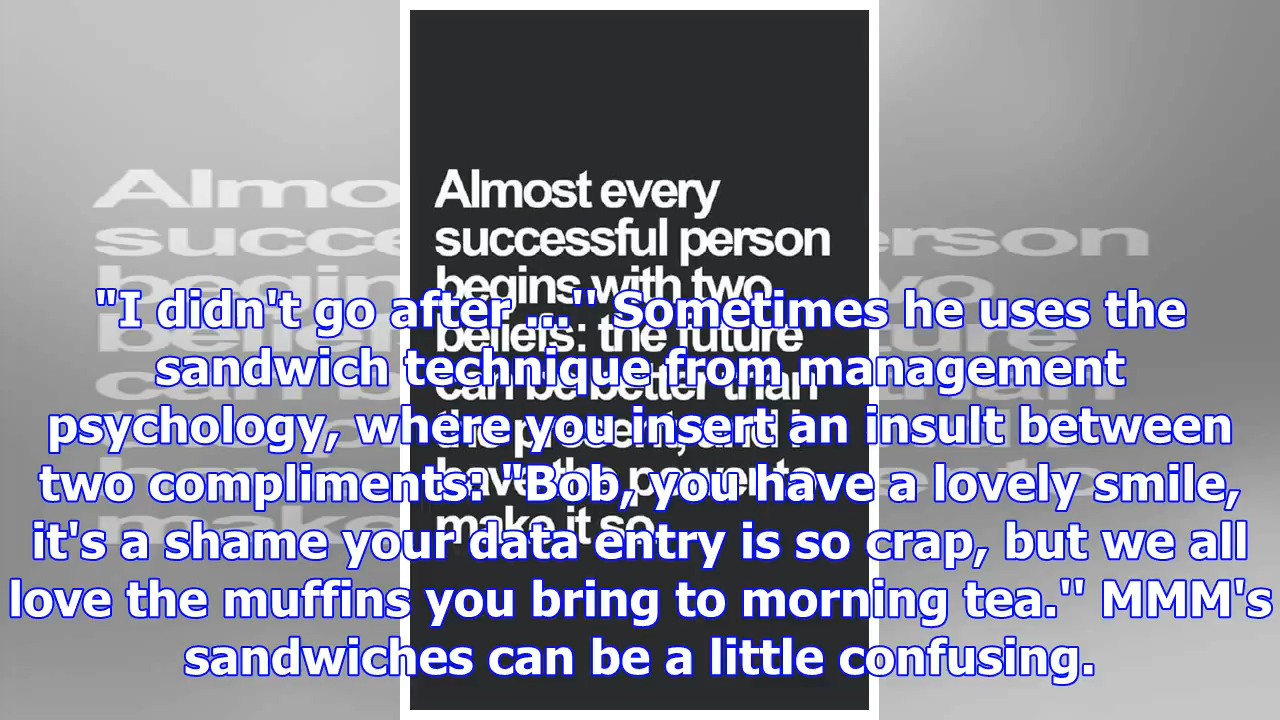 Almost every
successful person
begins with two
beliefs: the future
can be better than
the present, and I
have the power to
make it so.
"I didn't go after ...'' Sometimes he uses the
sandwich technique from management
psychology, where you insert an insult between
two compliments: "Bob, you have a lovely smile,
it's a shame your data entry is so crap, but we all
love the muffins you bring to morning tea.'' MMM's
sandwiches can be a little confusing.